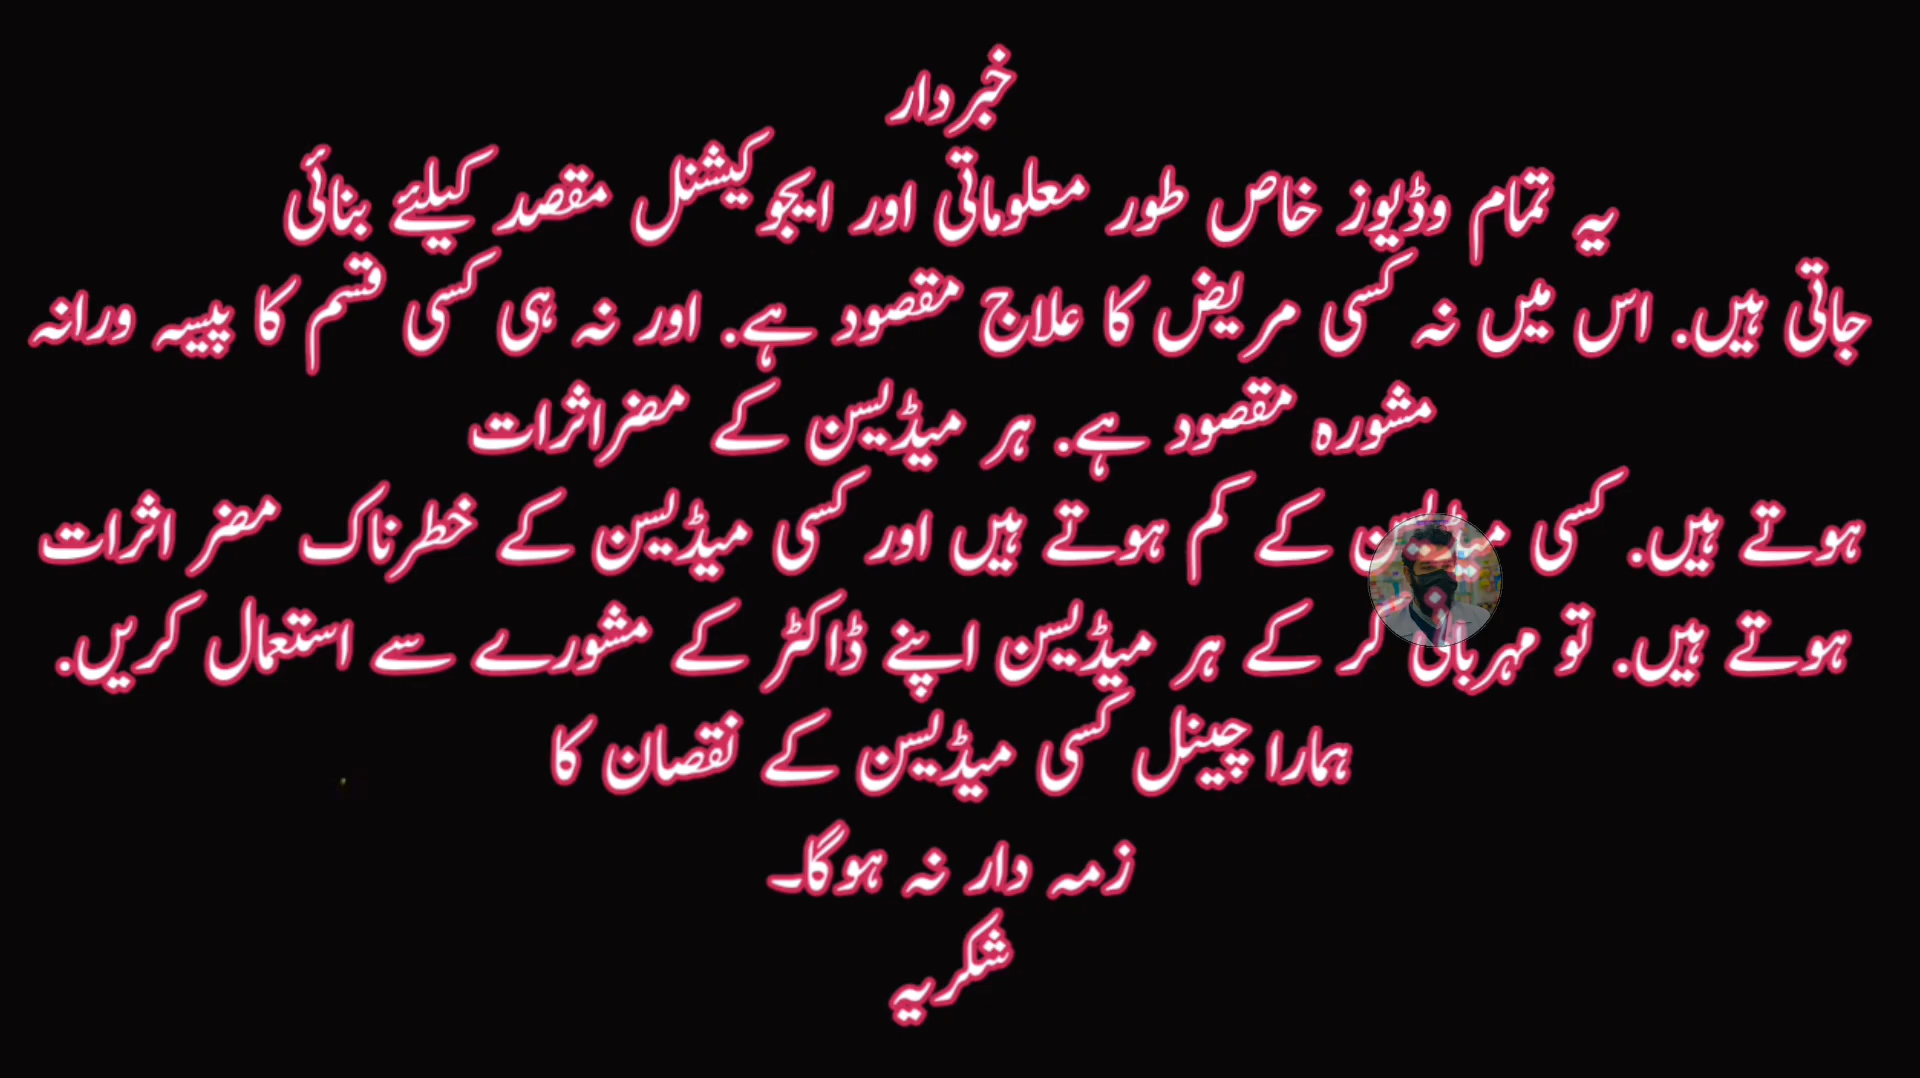 خبردار
یہ تمام وڈیوز خاص طور معلوماتی اور ایجوکیشنل مقصد کیلئے بنائی
جاتی ہیں. اس میں نہ کسی مریض کا علاج مقصود ہے. اور نہ ہی کسی قسم کا پیسہ ورانہ
مشورہ مقصود ہے. ہر میڈیسن کے مضراثرات
ہوتے ہیں. کسی میڈیسن کے کم ہوتے ہیں اور کسی میڈیسن کے خطرناک مضر اثرات
ہوتے ہیں. تو مہربانی کر کے ہر میڈیسن اپنے ڈاکٹر کے مشورے سے استعمال کریں.
ہمارا چینل کسی میڈیسن کے نقصان کا
زمہ دار نہ ہوگا۔
شکریہ